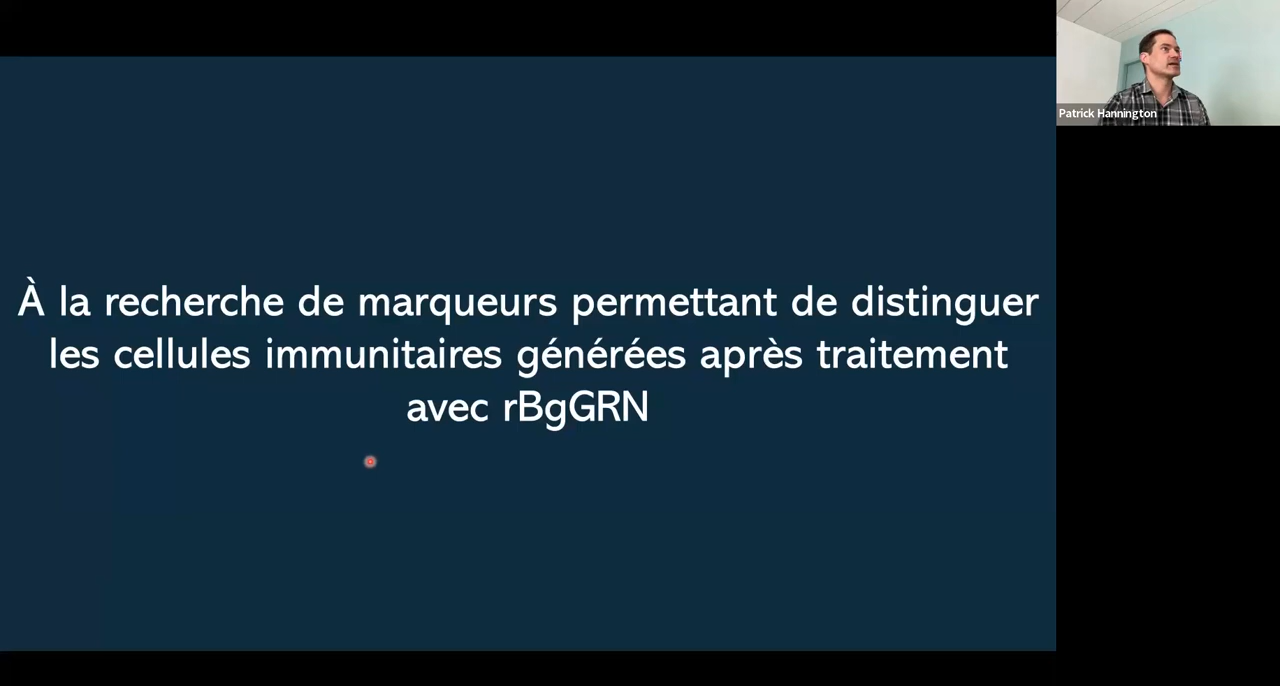 À la recherche de marqueurs permettant de distinguer
les cellules immunitaires générées après traitement
avec rBgGRN
Patrick Hannington